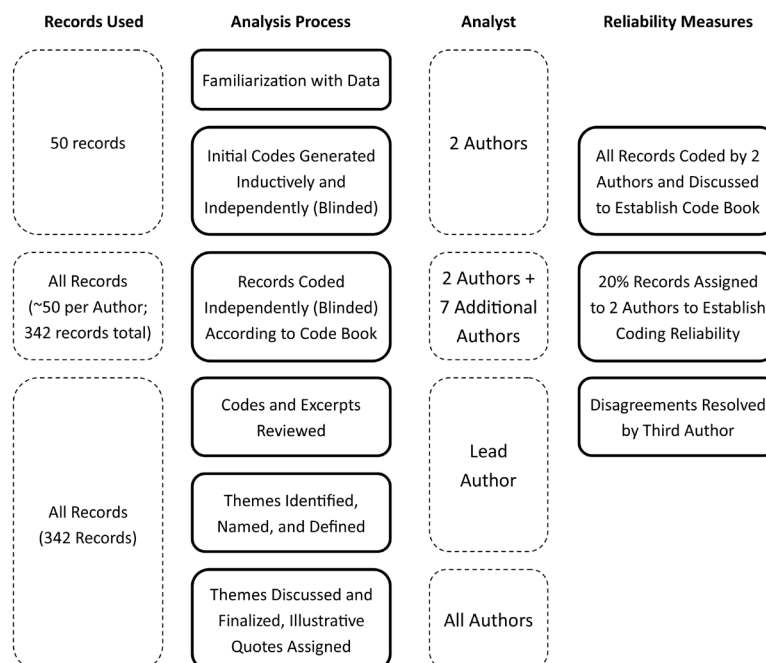 Records Used
Analysis Process
Analyst
Reliability Measures
50 records
Familiarization with Data
Initial Codes Generated
Inductively and
Independently (Blinded)
2 Authors
All Records Coded by 2
Authors and Discussed
to Establish Code Book
All Records
(~50 per Author;
342 records total)
Records Coded
Independently (Blinded)
According to Code Book
2 Authors +
7 Additional
Authors
20% Records Assigned
to 2 Authors to Establish
Coding Reliability
All Records
(342 Records)
Codes and Excerpts
Reviewed
Themes Identified,
Named, and Defined
Lead
Author
Disagreements Resolved
by Third Author
Themes Discussed and
Finalized, Illustrative
Quotes Assigned
All Authors